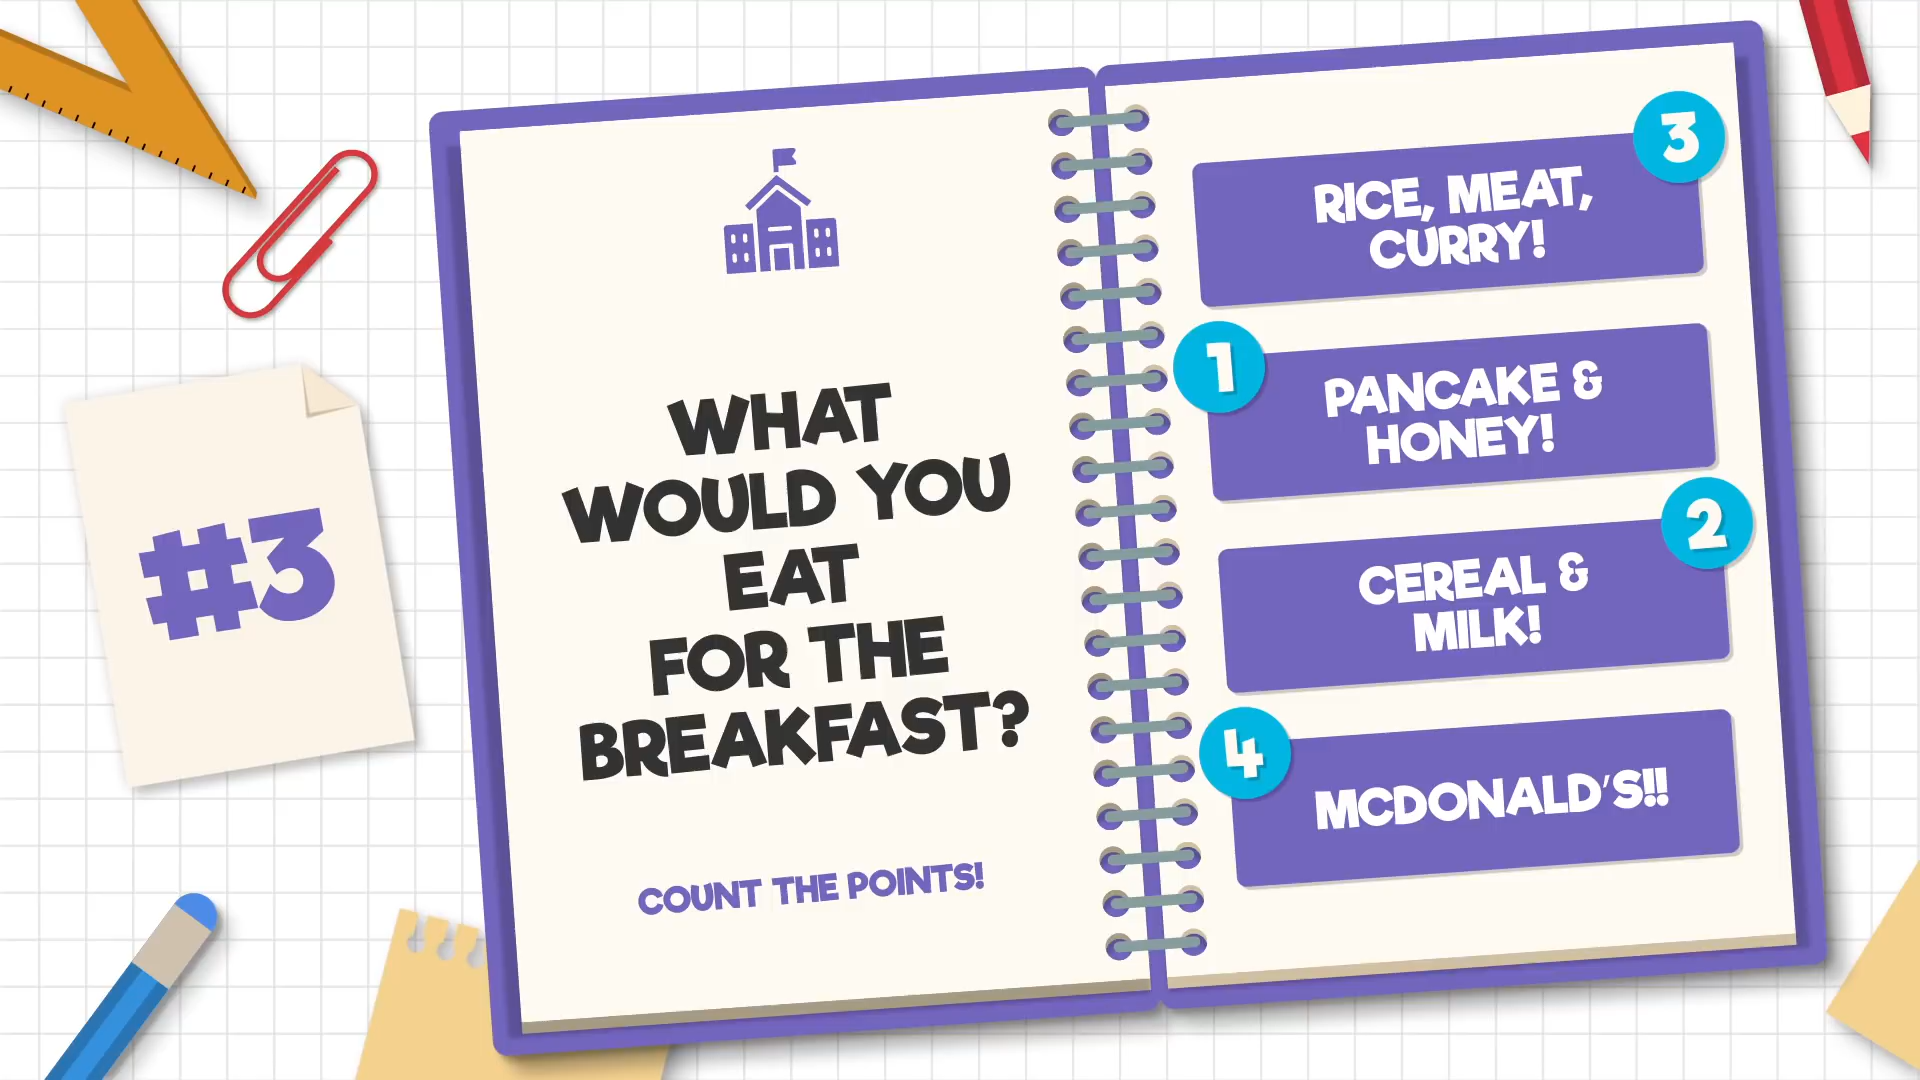 #3
WHAT
WOULD YOU
EAT
FOR THE
BREAKFAST?
COUNT THE POINTS!
3
RICE, MEAT,
CURRY!
1
PANCAKE &
HONEY!
2
CEREAL &
MILK!
4
MCDONALD'S!!